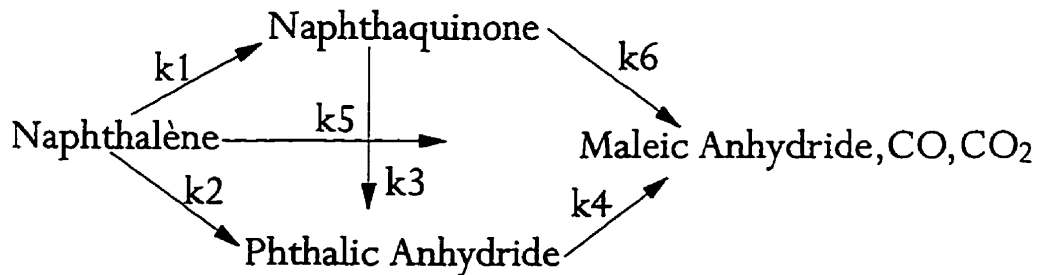 Naphthaquinone
k1
k6
Naphthalène
k5
Maleic Anhydride, CO, CO₂
k2
k3
k4
Phthalic Anhydride